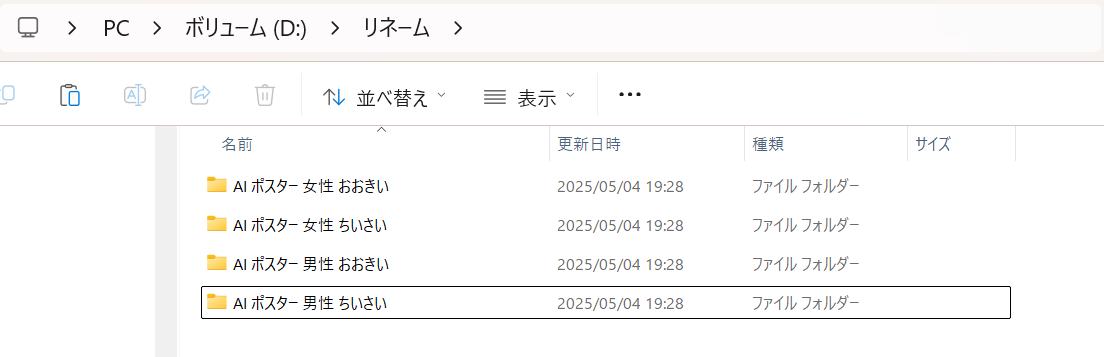 PC ボリューム (D:) リネーム
並べ替え 表示 ...
名前 更新日時 種類 サイズ
AI ポスター 女性 おおきい 2025/05/04 19:28 ファイル フォルダー
AI ポスター 女性 ちいさい 2025/05/04 19:28 ファイル フォルダー
AI ポスター 男性 おおきい 2025/05/04 19:28 ファイル フォルダー
AI ポスター 男性 ちいさい 2025/05/04 19:28 ファイル フォルダー